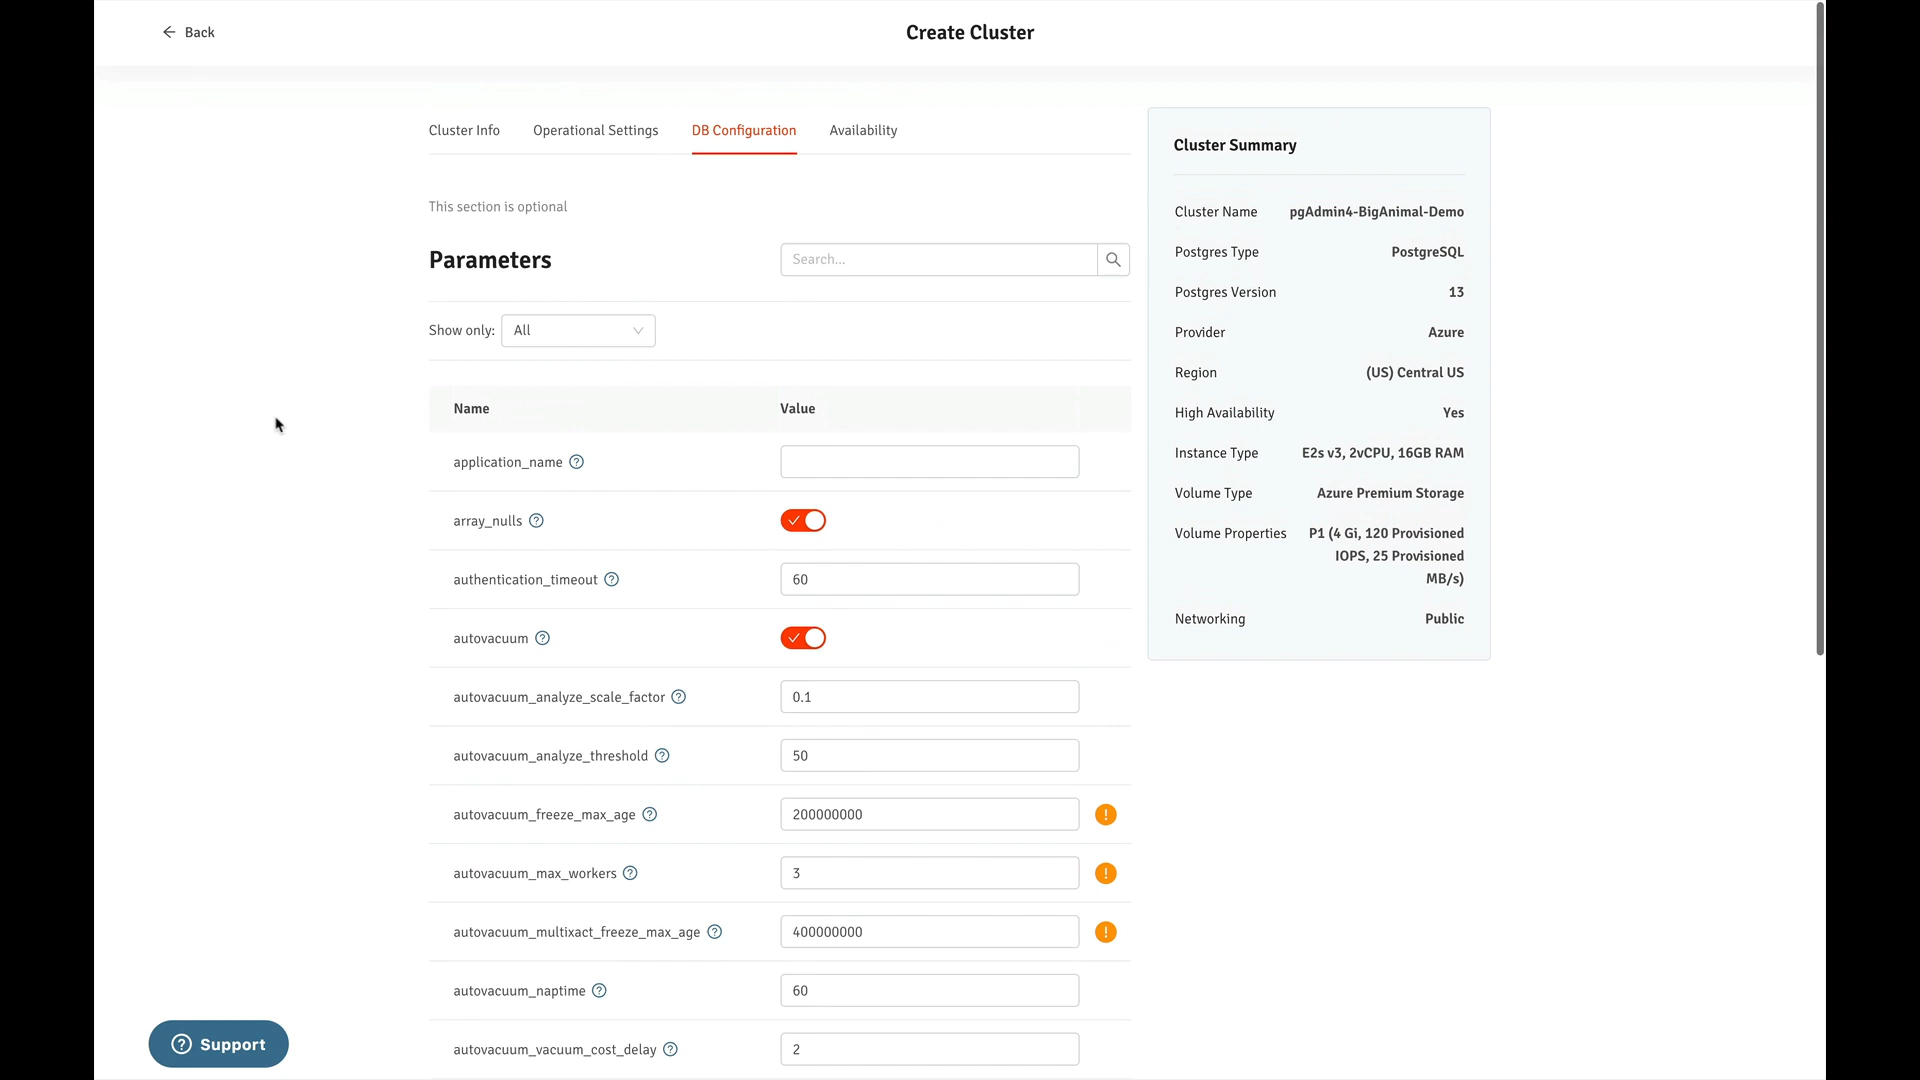 Back
Create Cluster
Cluster Info
Operational Settings
DB Configuration
Availability
This section is optional
Parameters
Search...
Show only:
All
Name
Value
application_name
array_nulls
authentication_timeout
60
autovacuum
autovacuum_analyze_scale_factor
0.1
autovacuum_analyze_threshold
50
autovacuum_freeze_max_age
200000000
autovacuum_max_workers
3
autovacuum_multixact_freeze_max_age
400000000
autovacuum_naptime
60
autovacuum_vacuum_cost_delay
2
Cluster Summary
Cluster Name
pgAdmin4-BigAnimal-Demo
Postgres Type
PostgreSQL
Postgres Version
13
Provider
Azure
Region
(US) Central US
High Availability
Yes
Instance Type
E2s v3, 2vCPU, 16GB RAM
Volume Type
Azure Premium Storage
Volume Properties
P1 (4 Gi, 120 Provisioned
IOPS, 25 Provisioned
MB/s)
Networking
Public
Support